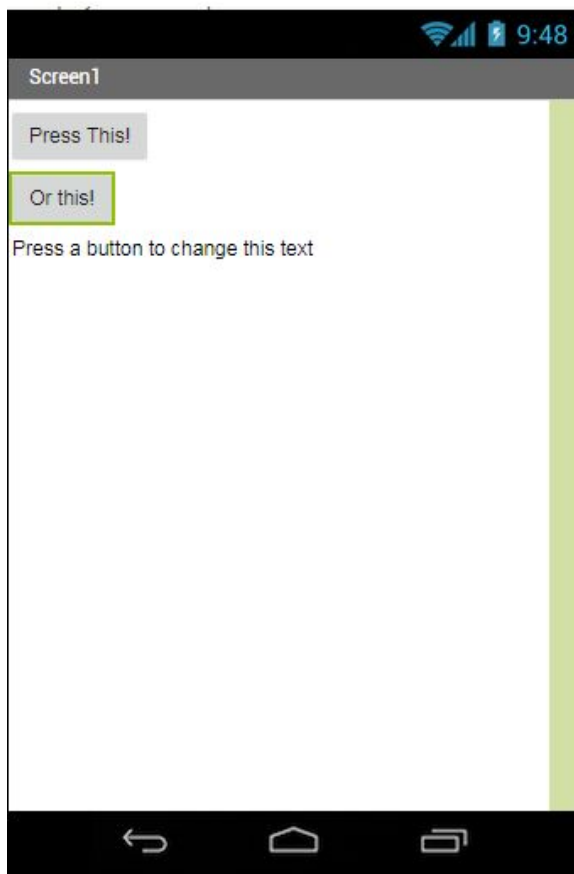 9:48
Screen1
Press This!
Or this!
Press a button to change this text